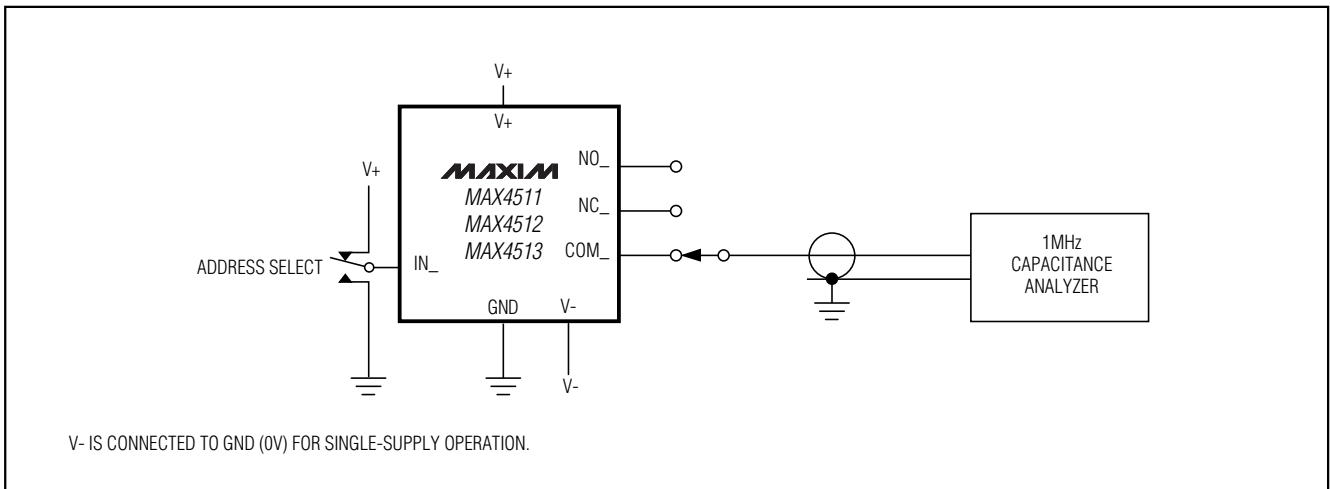 V+
V+
V+
MAXIM
MAX4511
MAX4512
MAX4513
NO_
NC_
COM_
ADDRESS SELECT
IN_
GND
V-
V-
1MHz
CAPACITANCE
ANALYZER
V- IS CONNECTED TO GND (0V) FOR SINGLE-SUPPLY OPERATION.